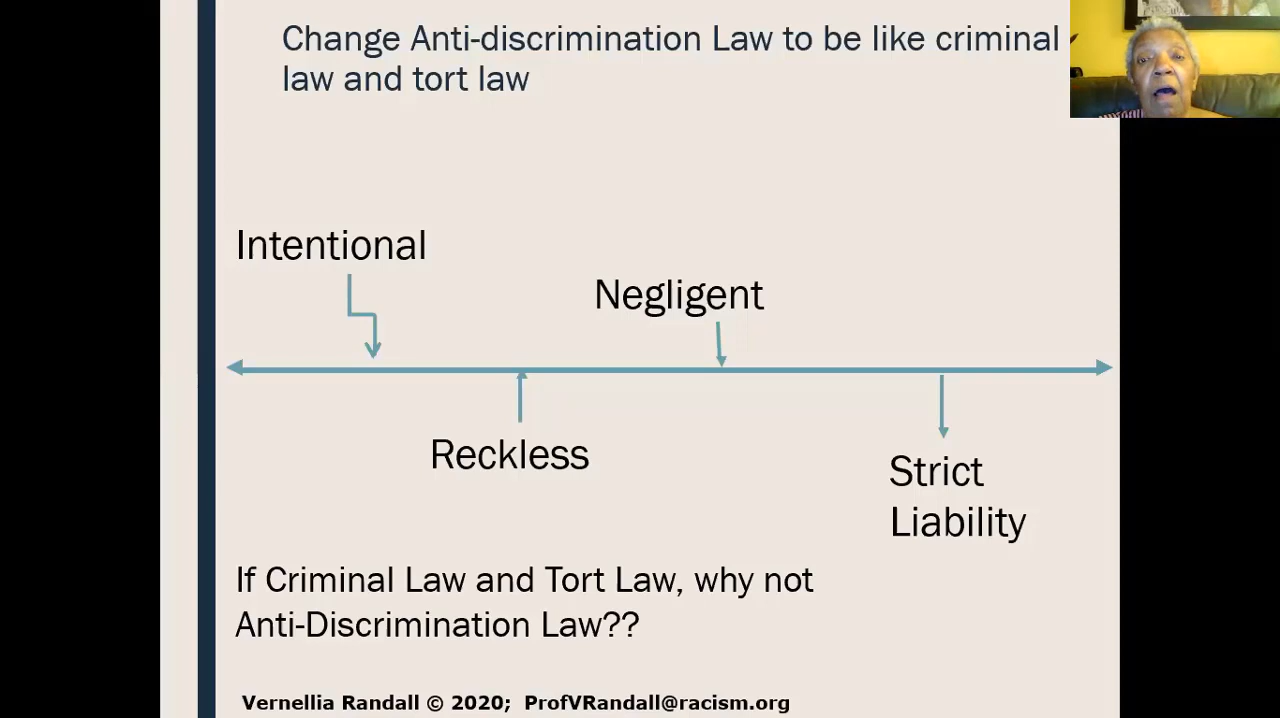 Change Anti-discrimination Law to be like criminal
law and tort law
Intentional
Negligent
Reckless
Strict
Liability
If Criminal Law and Tort Law, why not
Anti-Discrimination Law??
Vernellia Randall © 2020; ProfVRandall@racism.org